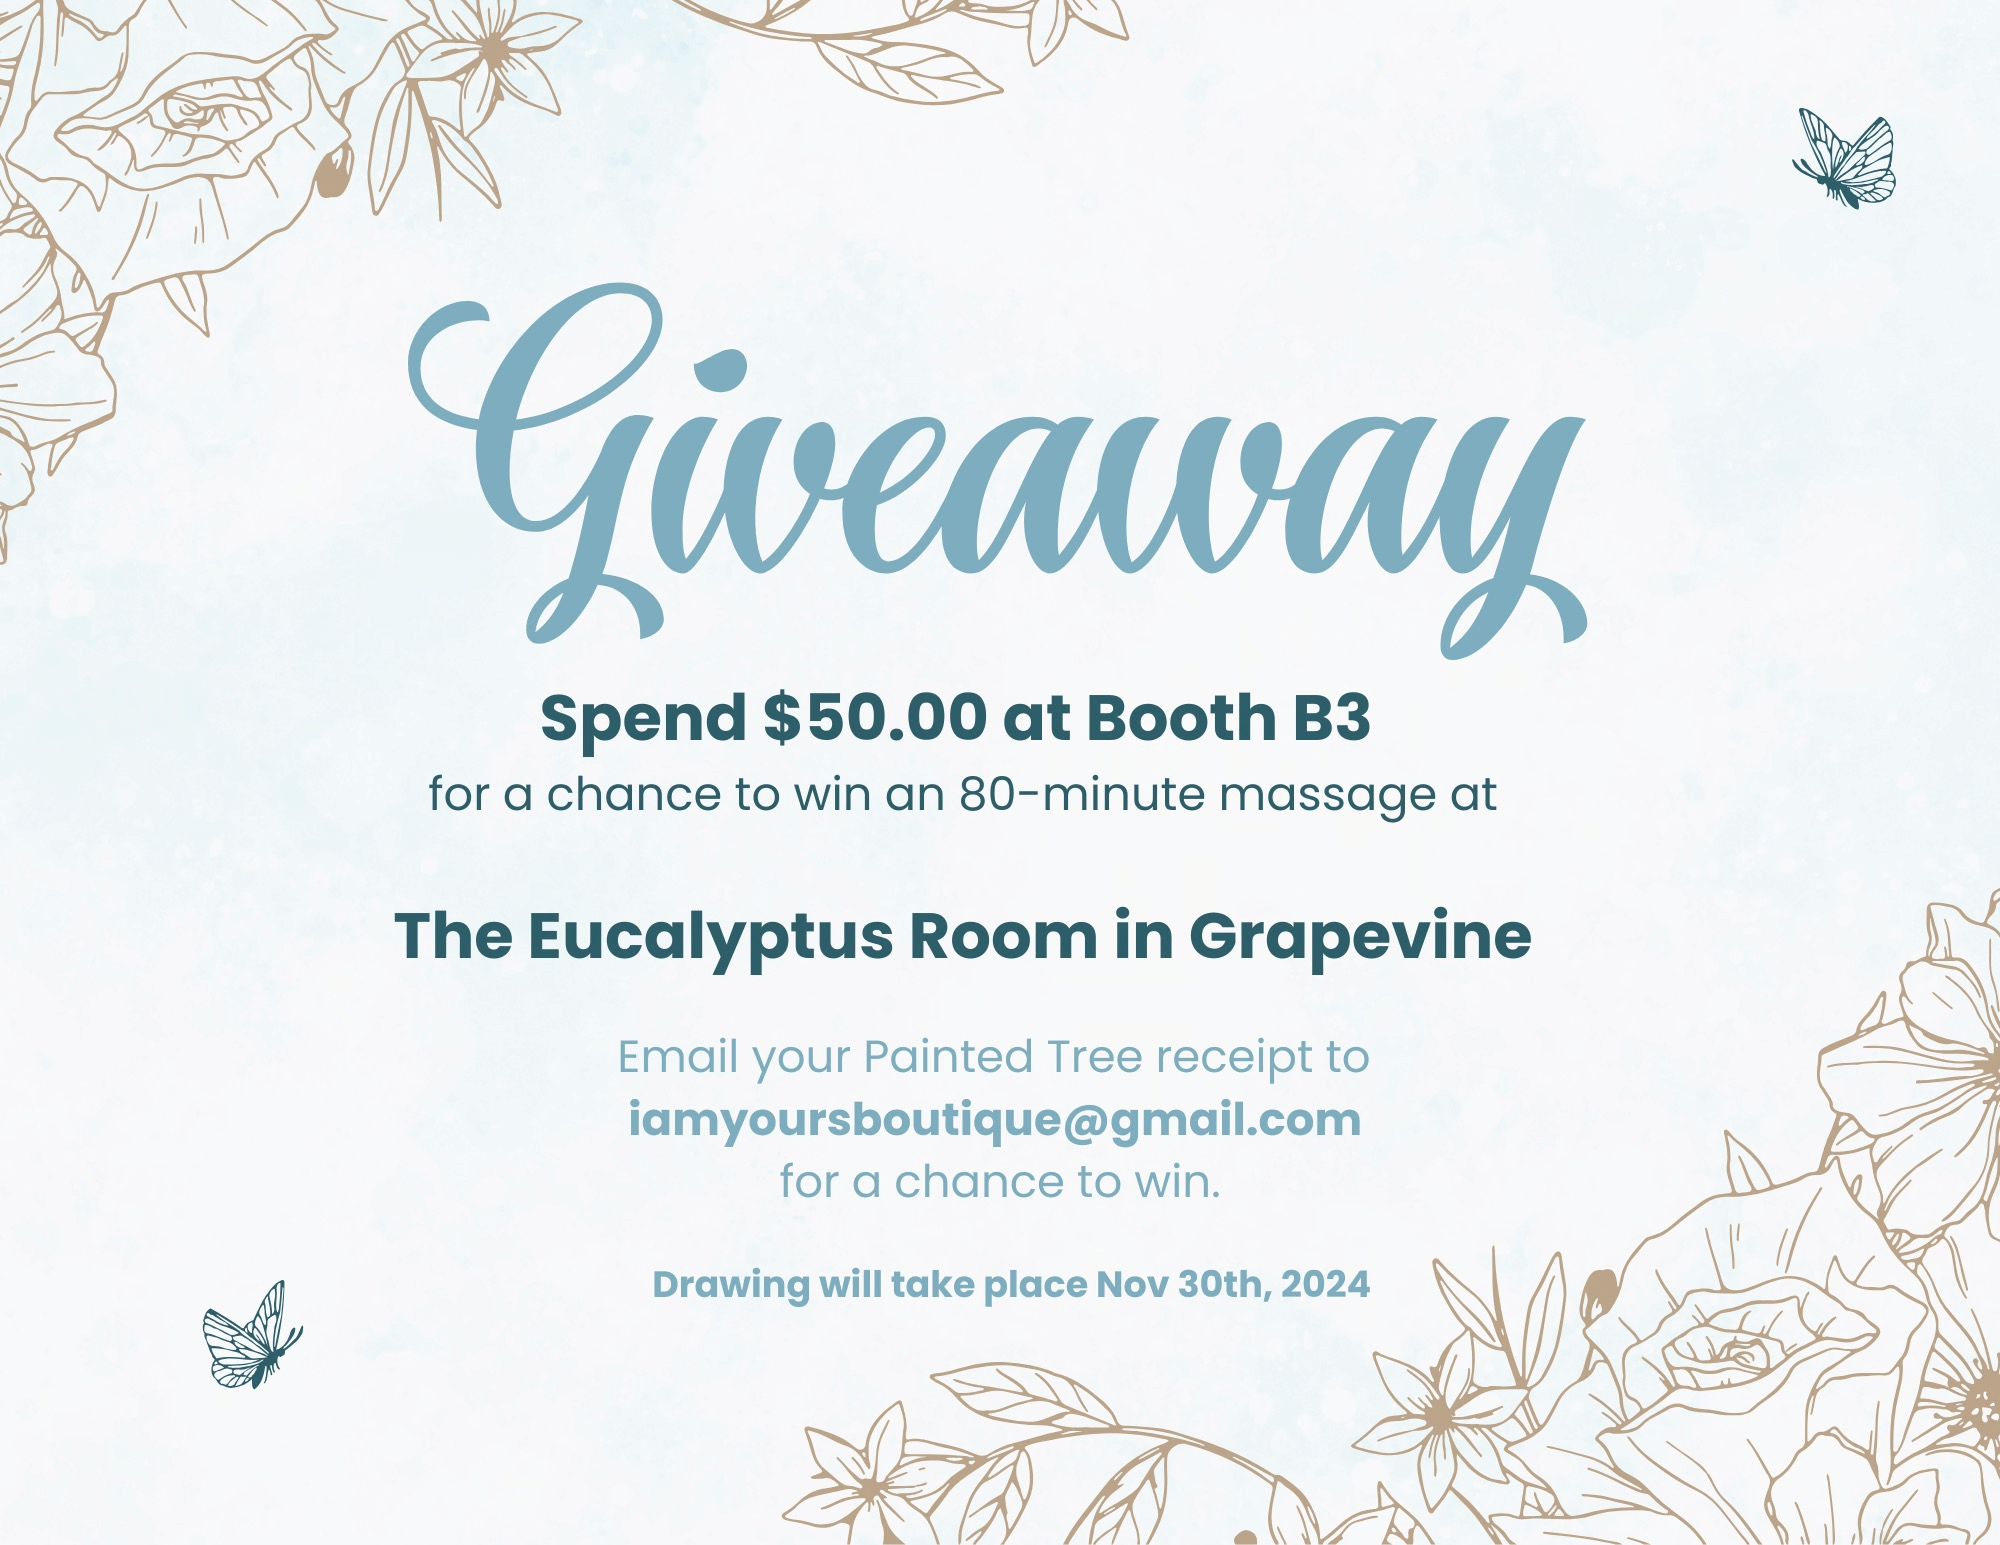 Giveaway
Spend $50.00 at Booth B3
for a chance to win an 80-minute massage at
The Eucalyptus Room in Grapevine
Email your Painted Tree receipt to
iamyoursboutique@gmail.com
for a chance to win.
Drawing will take place Nov 30th, 2024